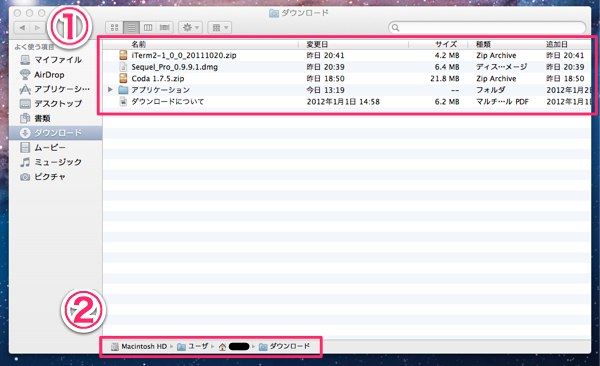 ① ダウンロード
よく使う項目 名前 変更日 サイズ 種類 追加日
マイファイル iTerm2-1_0_0_20111020.zip 昨日 20:41 4.2 MB Zip Archive 昨日 20:41
AirDrop Sequel_Pro_0.9.9.1.dmg 昨日 20:39 6.4 MB ディス…メージ 昨日 20:39
アプリケーシ… Coda 1.7.5.zip 昨日 18:50 21.8 MB Zip Archive 昨日 18:50
デスクトップ アプリケーション 今日 13:19 -- フォルダ 2012年1月2
書類 ダウンロードについて 2012年1月1日 14:58 6.2 MB マルチ…ル PDF 2012年1月1
ダウンロード
ムービー
ミュージック
ピクチャ
②
Macintosh HD ▸ ユーザ ▸ ▸ ダウンロード